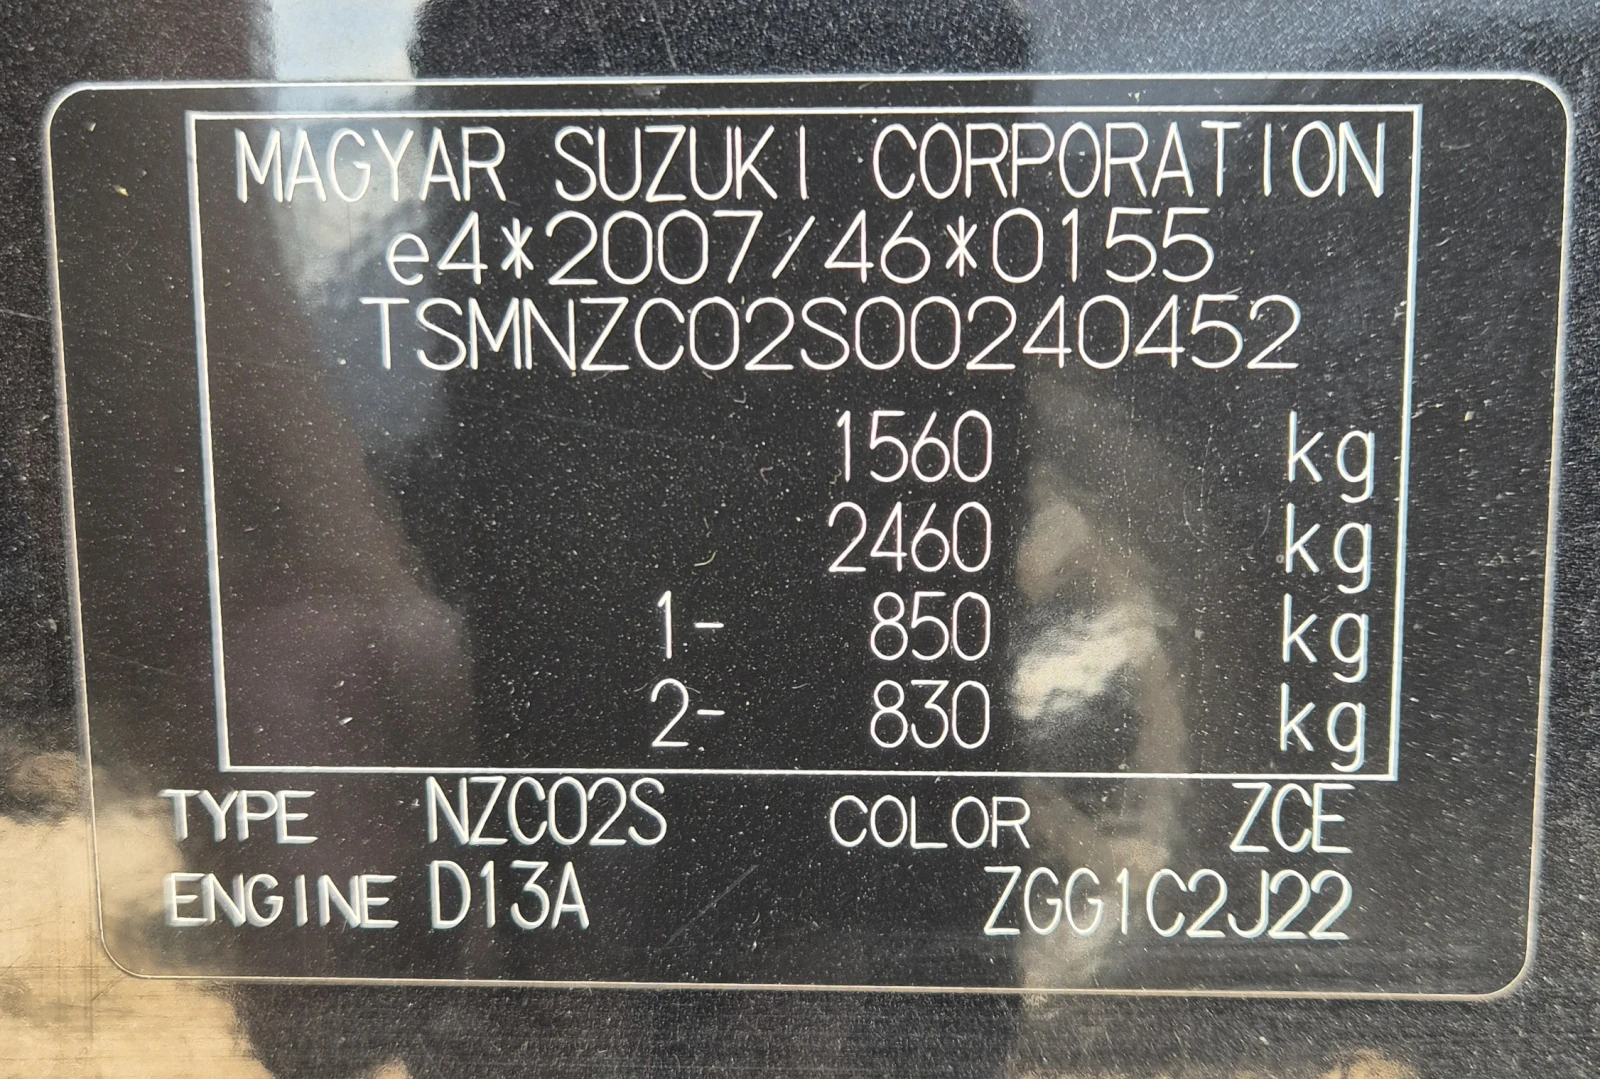 MAGYAR SUZUKI CORPORATION
e4*2007/46*0155
TSMNZC02S00240452
1560 kg
2460 kg
1- 850 kg
2- 830 kg
TYPE NZC02S COLOR ZCE
ENGINE D13A ZGG1C2J22